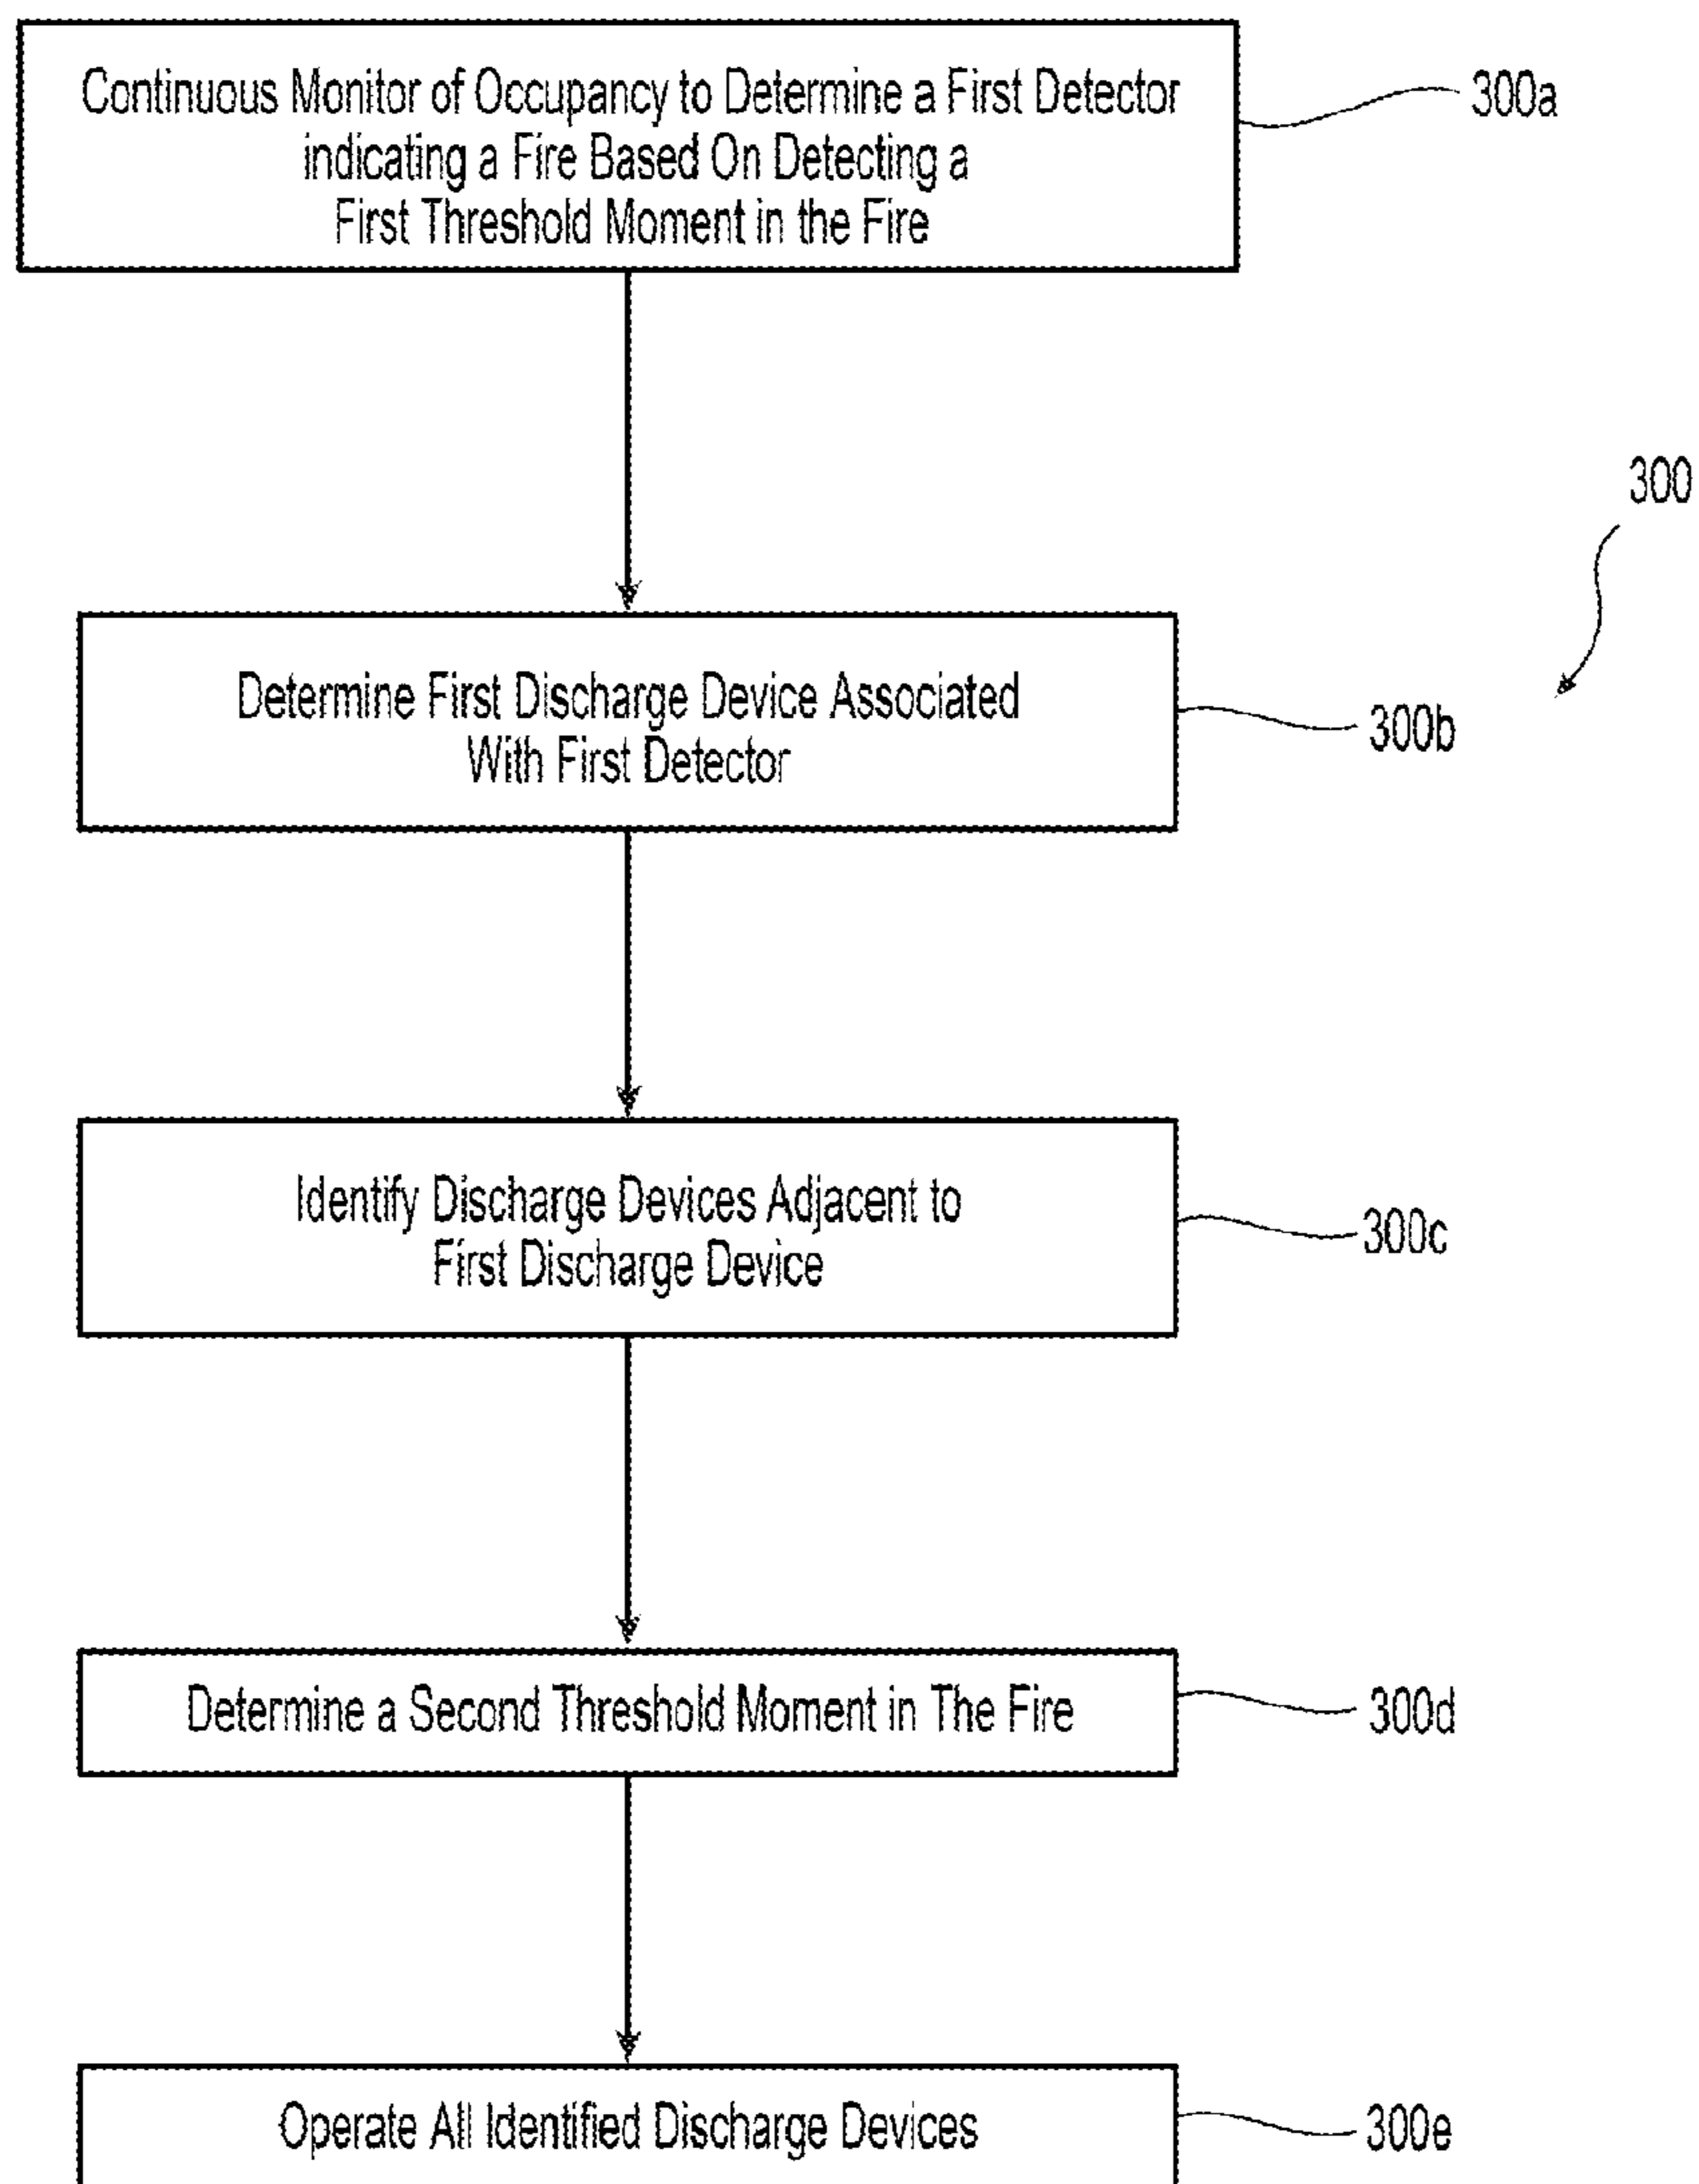 Continuous Monitor of Occupancy to Determine a First Detector
indicating a Fire Based On Detecting a
First Threshold Moment in the Fire
300a
300
Determine First Discharge Device Associated
With First Detector
300b
Identify Discharge Devices Adjacent to
First Discharge Device
300c
Determine a Second Threshold Moment in The Fire
300d
Operate All Identified Discharge Devices
300e